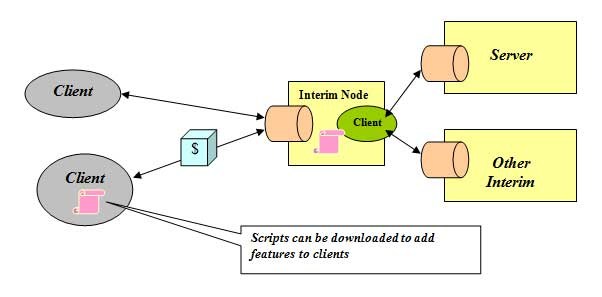 Server
Client
Interim Node
Client
$
Client
Other
Interim
Scripts can be downloaded to add
features to clients